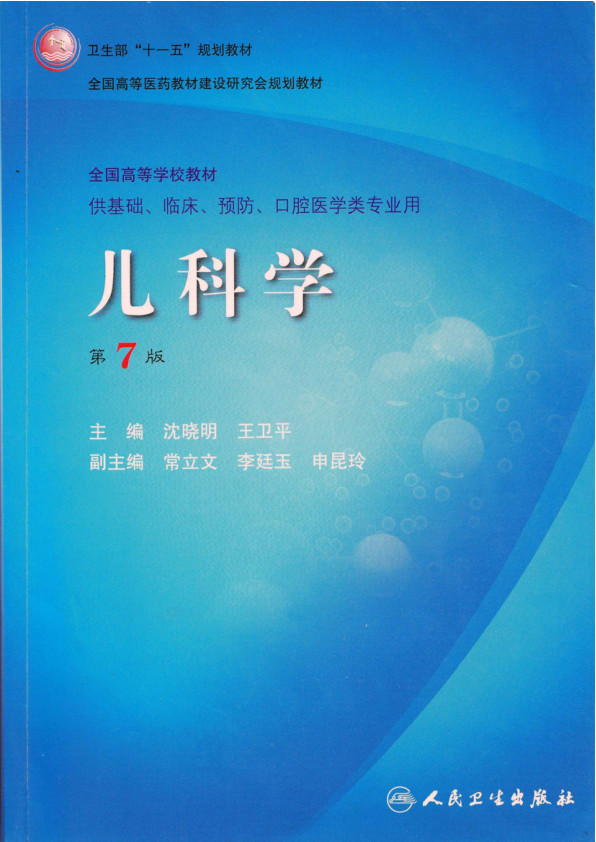 卫生部“十一五”规划教材
全国高等医药教材建设研究会规划教材
全国高等学校教材
供基础、临床、预防、口腔医学类专业用
儿科学
第7版
主 编 沈晓明 王卫平
副主编 常立文 李廷玉 申昆玲
人民卫生出版社